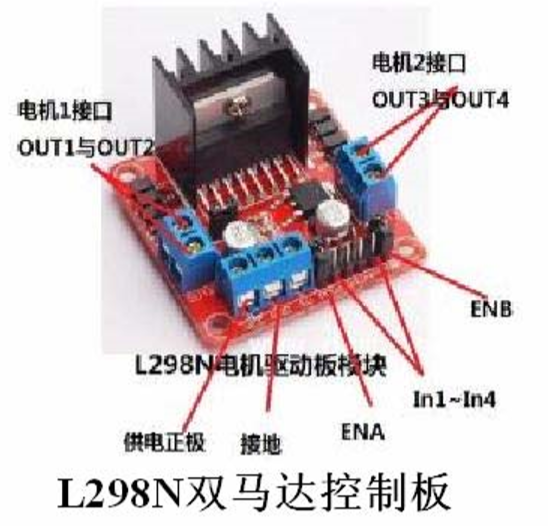 电机1接口
OUT1与OUT2
电机2接口
OUT3与OUT4
ENB
L298N电机驱动板模块
In1~In4
供电正极
接地
ENA
L298N双马达控制板